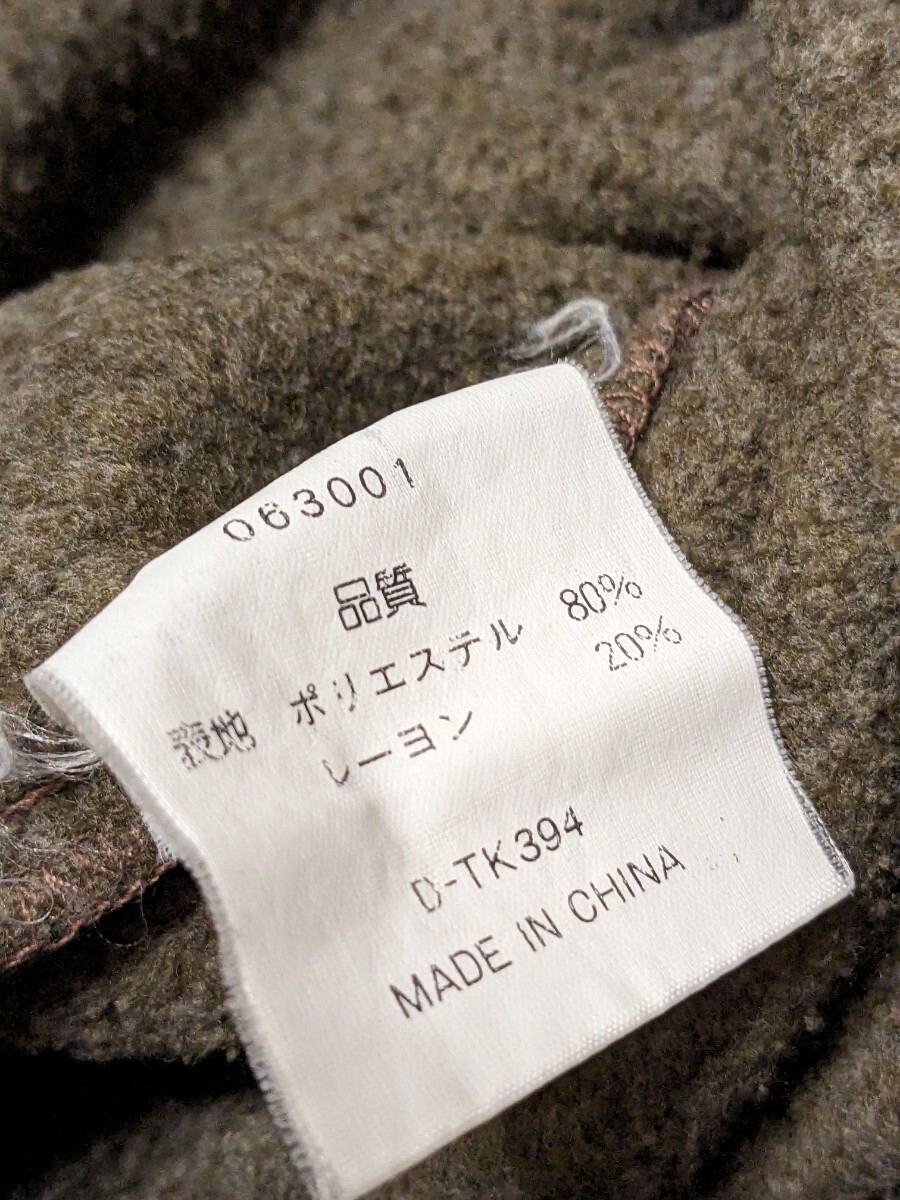 063001
品質
表地 ポリエステル 80%
レーヨン 20%
D-TK394
MADE IN CHINA